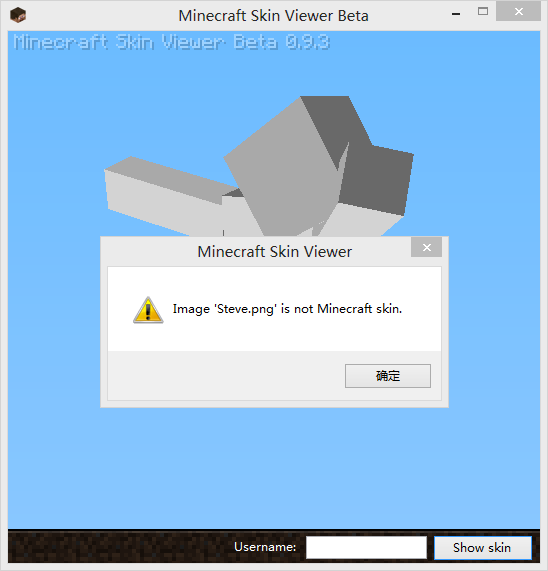 Minecraft Skin Viewer Beta
Minecraft Skin Viewer Beta 0.9.3
Minecraft Skin Viewer
Image 'Steve.png' is not Minecraft skin.
确定
Username:
Show skin